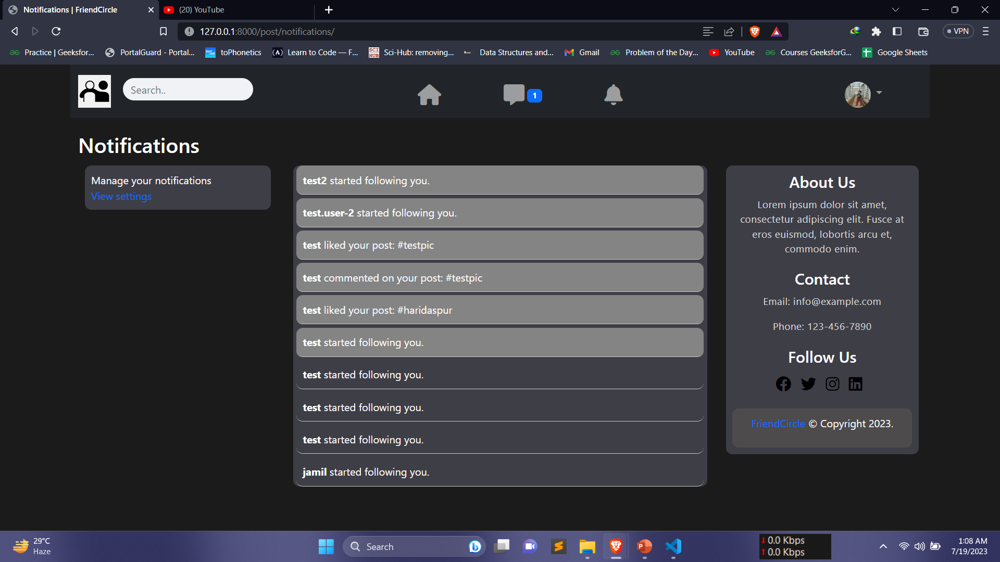 Notifications | FriendCircle
(20) YouTube
127.0.0.1:8000/post/notifications/
VPN
Practice | Geeksfor...
PortalGuard - Portal...
toPhonetics
Learn to Code — F...
SCI HUB
Sci-Hub: removing...
Data Structures and...
Gmail
Problem of the Day...
YouTube
Courses GeeksforG...
Google Sheets
Search..
1
Notifications
Manage your notifications
View settings
test2 started following you.
test.user-2 started following you.
test liked your post: #testpic
test commented on your post: #testpic
test liked your post: #haridaspur
test started following you.
test started following you.
test started following you.
test started following you.
jamil started following you.
About Us
Lorem ipsum dolor sit amet,
consectetur adipiscing elit. Fusce at
eros euismod, lobortis arcu et,
commodo enim.
Contact
Email: info@example.com
Phone: 123-456-7890
Follow Us
FriendCircle © Copyright 2023.
29°C
Haze
Search
0.0 Kbps
0.0 Kbps
1:08 AM
7/19/2023